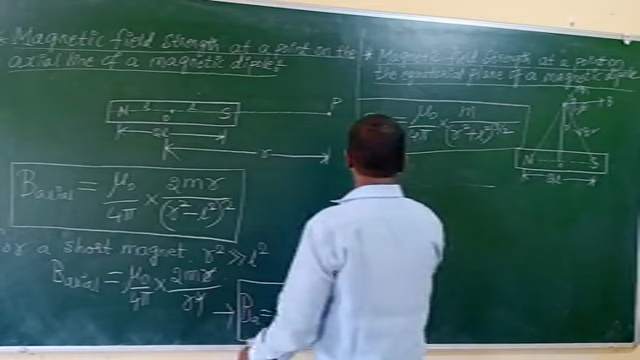 * Magnetic field strength at a point on the
axial line of a magnetic dipole:
N l O l S P
2l
r
B axial = μ₀/4π × 2mr/(r²-l²)²
For a short magnet, r² >> l²
B axial = μ₀/4π × 2mr/r⁴ →
* Magnetic field strength at a point on
the equatorial plane of a magnetic dipole
= μ₀/4π × m/(r²+l²)^3/2
N O S
2l